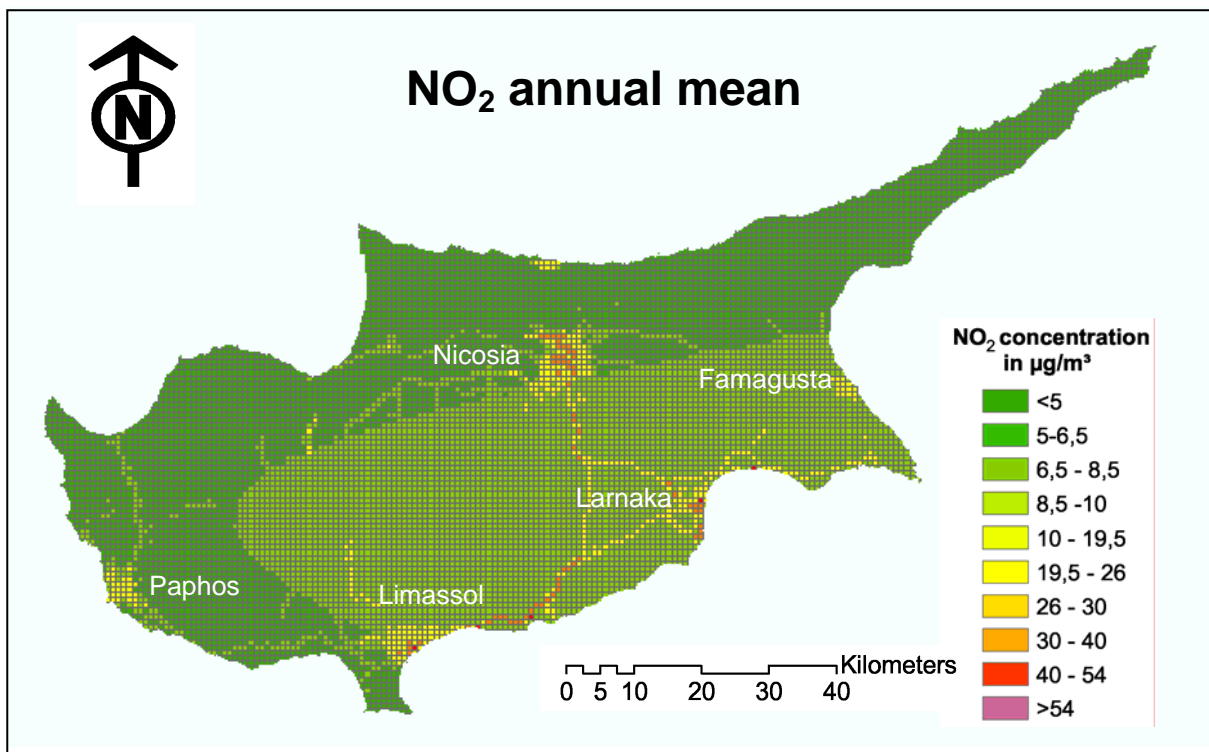 N
NO₂ annual mean
Nicosia
Famagusta
Larnaka
Paphos
Limassol
Kilometers
0 5 10 20 30 40
NO₂ concentration
in µg/m³
<5
5-6,5
6,5 - 8,5
8,5 -10
10 - 19,5
19,5 - 26
26 - 30
30 - 40
40 - 54
>54